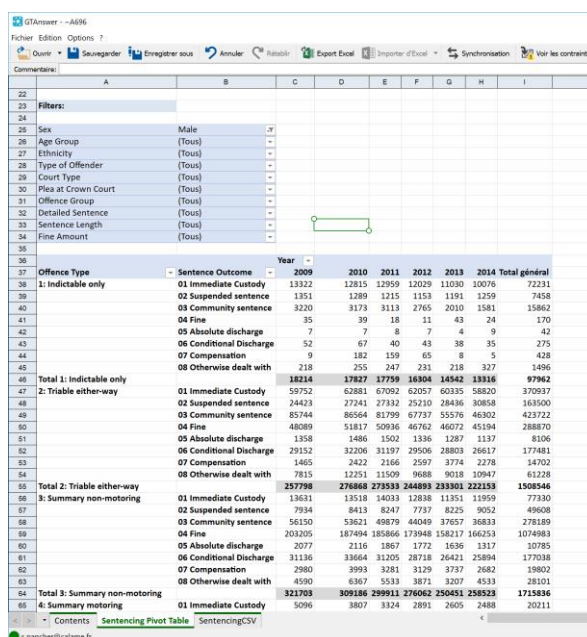 GTAnswer - ~A696
Fichier Edition Options ?
Ouvrir Sauvegarder Enregistrer sous Annuler Rétablir Export Excel Importer d'Excel Synchronisation Voir les contraint
Commentaire:
A B C D E F G H I
22
23 Filters:
24
25 Sex Male
26 Age Group (Tous)
27 Ethnicity (Tous)
28 Type of Offender (Tous)
29 Court Type (Tous)
30 Plea at Crown Court (Tous)
31 Offence Group (Tous)
32 Detailed Sentence (Tous)
33 Sentence Length (Tous)
34 Fine Amount (Tous)
35
36 Year
37 Offence Type Sentence Outcome 2009 2010 2011 2012 2013 2014 Total général
38 1: Indictable only 01 Immediate Custody 13322 12815 12959 12029 11030 10076 72231
39 02 Suspended sentence 1351 1289 1215 1153 1191 1259 7458
40 03 Community sentence 3220 3173 3113 2765 2010 1581 15862
41 04 Fine 35 39 18 11 43 24 170
42 05 Absolute discharge 7 7 8 7 4 9 42
43 06 Conditional Discharge 52 67 40 43 38 35 275
44 07 Compensation 9 182 159 65 8 5 428
45 08 Otherwise dealt with 218 255 247 231 218 327 1496
46 Total 1: Indictable only 18214 17827 17759 16304 14542 13316 97962
47 2: Triable either-way 01 Immediate Custody 59752 62881 67092 62057 60335 58820 370937
48 02 Suspended sentence 24423 27241 27332 25210 28436 30858 163500
49 03 Community sentence 85744 86564 81799 67737 55576 46302 423722
50 04 Fine 48089 51817 50936 46762 46072 45194 288870
51 05 Absolute discharge 1358 1486 1502 1336 1287 1137 8106
52 06 Conditional Discharge 29152 32206 31197 29506 28803 26617 177481
53 07 Compensation 1465 2422 2166 2597 3774 2278 14702
54 08 Otherwise dealt with 7815 12251 11509 9688 9018 10947 61228
55 Total 2: Triable either-way 257798 276868 273533 244893 233301 222153 1508546
56 3: Summary non-motoring 01 Immediate Custody 13631 13518 14033 12838 11351 11959 77330
57 02 Suspended sentence 7934 8413 8247 7737 8225 9052 49608
58 03 Community sentence 56150 53621 49879 44049 37657 36833 278189
59 04 Fine 203205 187494 185866 173948 158217 166253 1074983
60 05 Absolute discharge 2077 2116 1867 1772 1636 1317 10785
61 06 Conditional Discharge 31136 33664 31205 28718 26421 25894 177038
62 07 Compensation 2980 3993 3281 3129 3737 2682 19802
63 08 Otherwise dealt with 4590 6367 5533 3871 3207 4533 28101
64 Total 3: Summary non-motoring 321703 309186 299911 276062 250451 258523 1715836
65 4: Summary motoring 01 Immediate Custody 5096 3807 3324 2891 2605 2488 20211
Contents Sentencing Pivot Table SentencingCSV